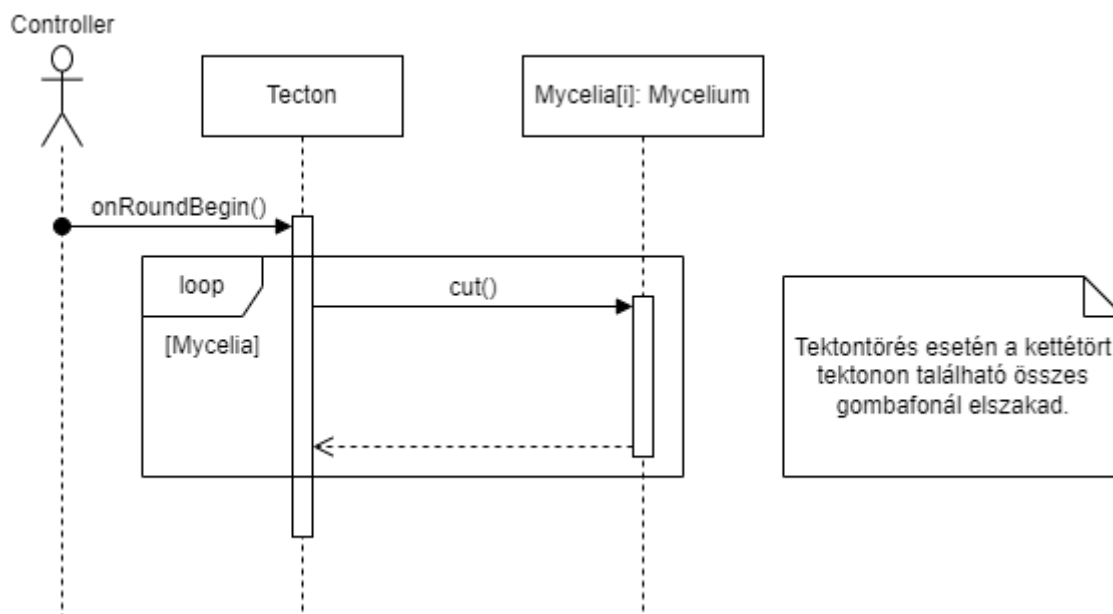 Controller
Tecton
Mycelia[i]: Mycelium
onRoundBegin()
loop
cut()
[Mycelia]
Tektontörés esetén a kettétört
tektonon található összes
gombafonál elszakad.